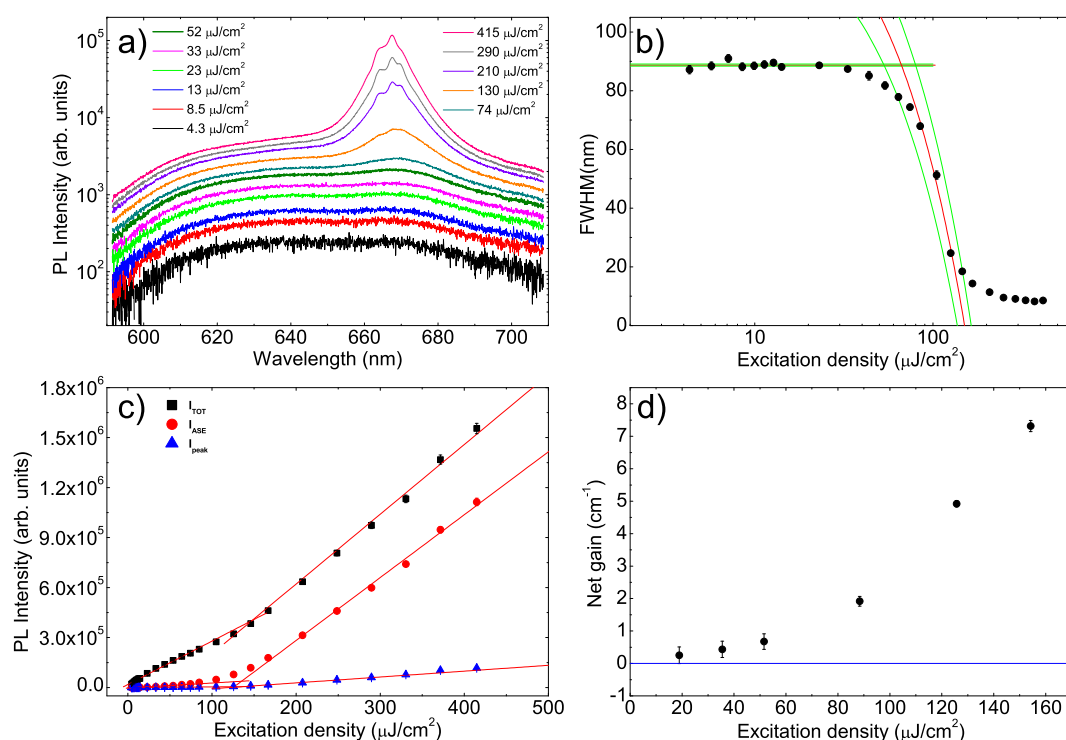 a)
52 μJ/cm²
33 μJ/cm²
23 μJ/cm²
13 μJ/cm²
8.5 μJ/cm²
4.3 μJ/cm²
415 μJ/cm²
290 μJ/cm²
210 μJ/cm²
130 μJ/cm²
74 μJ/cm²
PL Intensity (arb. units)
10⁵
10⁴
10³
10²
600 620 640 660 680 700
Wavelength (nm)
b)
FWHM(nm)
100
80
60
40
20
0
10 100
Excitation density (μJ/cm²)
c)
I_TOT
I_ASE
I_peak
PL Intensity (arb. units)
1.8x10⁶
1.5x10⁶
1.2x10⁶
9.0x10⁵
6.0x10⁵
3.0x10⁵
0.0
0 100 200 300 400 500
Excitation density (μJ/cm²)
d)
Net gain (cm⁻¹)
8
7
6
5
4
3
2
1
0
-1
0 20 40 60 80 100 120 140 160
Excitation density (μJ/cm²)